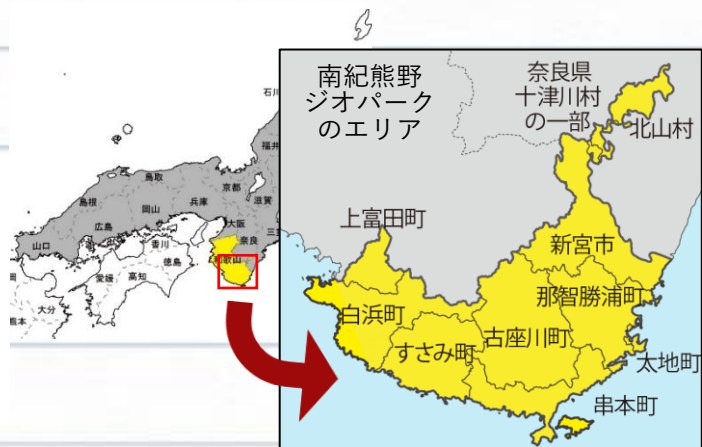 南紀熊野
ジオパーク
のエリア
奈良県
十津川村
の一部
北山村
上富田町
新宮市
那智勝浦町
白浜町
すさみ町
古座川町
太地町
串本町
石川
福井
鳥取
京都
島根
岡山
兵庫
滋賀
広島
大阪
三重
山口
香川
奈良
和歌山
徳島
愛媛
高知
大分
熊本